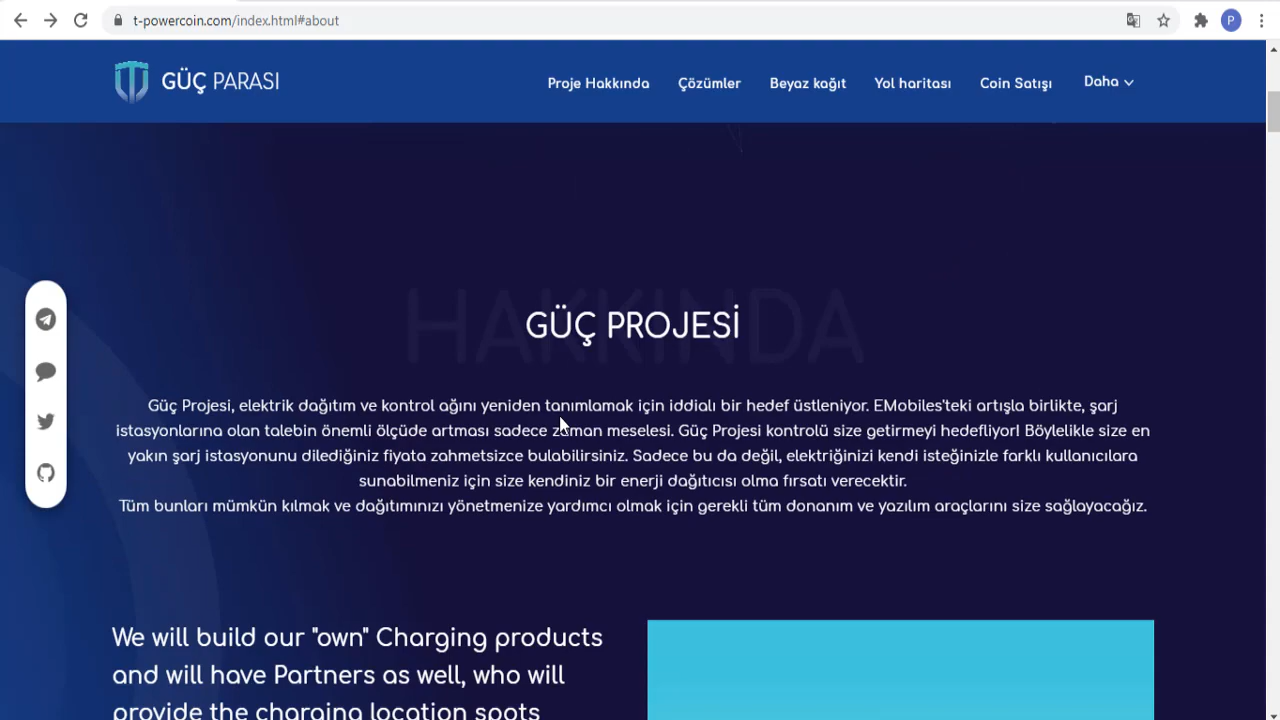 t-powercoin.com/index.html#about
P
GÜÇ PARASI
Proje Hakkında Çözümler Beyaz kağıt Yol haritası Coin Satışı Daha
HAKKINDA
GÜÇ PROJESİ
Güç Projesi, elektrik dağıtım ve kontrol ağını yeniden tanımlamak için iddialı bir hedef üstleniyor. EMobiles'teki artışla birlikte, şarj
istasyonlarına olan talebin önemli ölçüde artması sadece zaman meselesi. Güç Projesi kontrolü size getirmeyi hedefliyor! Böylelikle size en
yakın şarj istasyonunu dilediğiniz fiyata zahmetsizce bulabilirsiniz. Sadece bu da değil, elektriğinizi kendi isteğinizle farklı kullanıcılara
sunabilmeniz için size kendiniz bir enerji dağıtıcısı olma fırsatı verecektir.
Tüm bunları mümkün kılmak ve dağıtımınızı yönetmenize yardımcı olmak için gerekli tüm donanım ve yazılım araçlarını size sağlayacağız.
We will build our "own" Charging products
and will have Partners as well, who will
provide the charging location spots